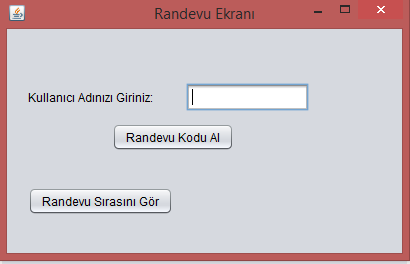 Randevu Ekranı
Kullanıcı Adınızı Giriniz:
Randevu Kodu Al
Randevu Sırasını Gör